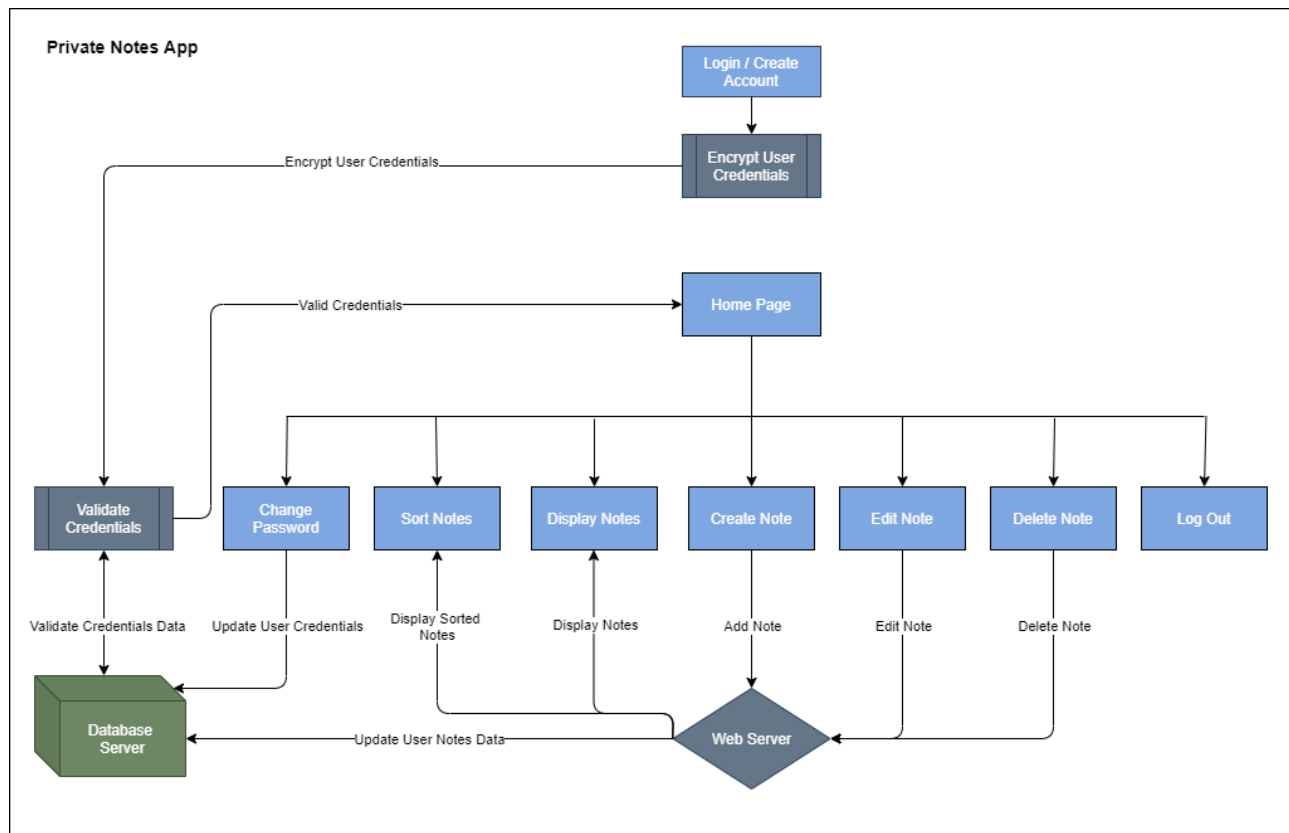 Private Notes App
Login / Create
Account
Encrypt User Credentials
Encrypt User
Credentials
Valid Credentials
Home Page
Validate
Credentials
Change
Password
Sort Notes
Display Notes
Create Note
Edit Note
Delete Note
Log Out
Validate Credentials Data
Update User Credentials
Display Sorted
Notes
Display Notes
Add Note
Edit Note
Delete Note
Database
Server
Update User Notes Data
Web Server